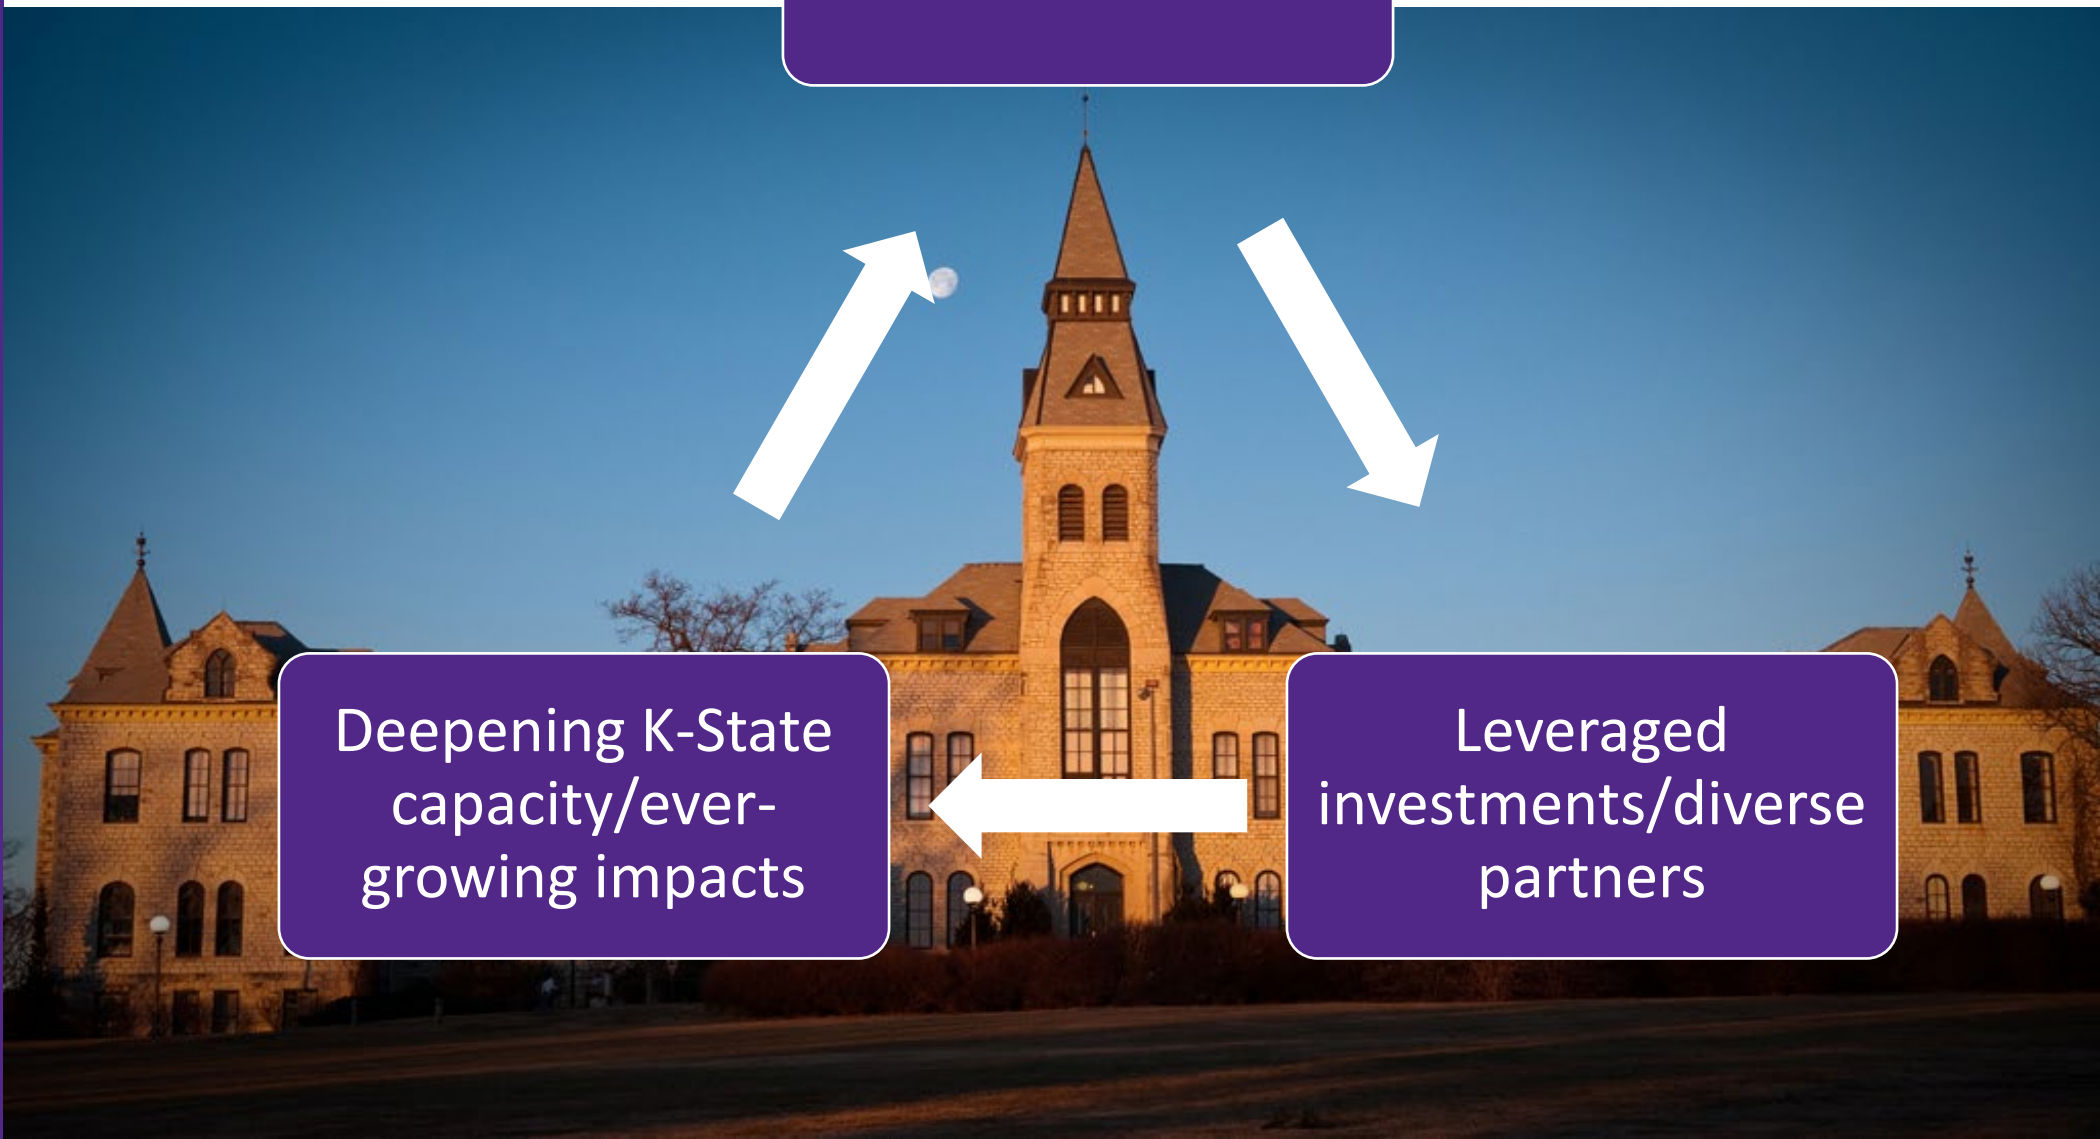 Deepening K-State
capacity/ever-
growing impacts
Leveraged
investments/diverse
partners